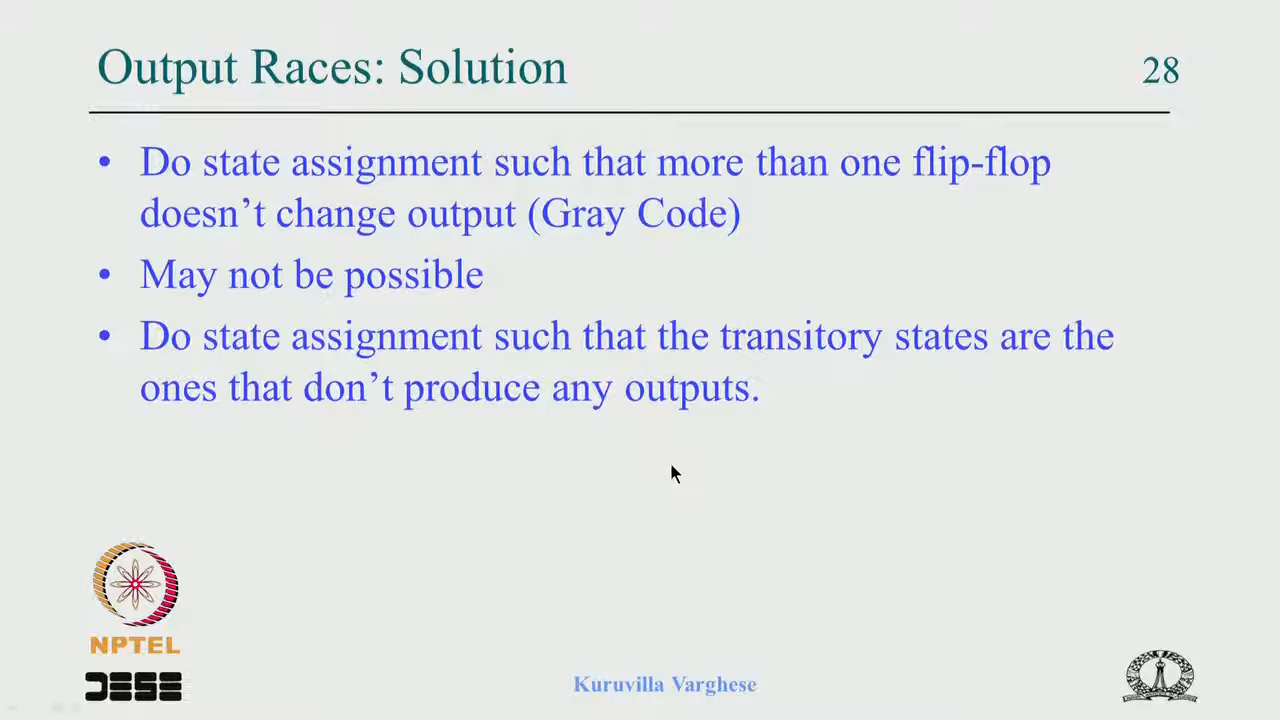 Output Races: Solution
28
• Do state assignment such that more than one flip-flop
doesn’t change output (Gray Code)
• May not be possible
• Do state assignment such that the transitory states are the
ones that don’t produce any outputs.
NPTEL
DESE
Kuruvilla Varghese